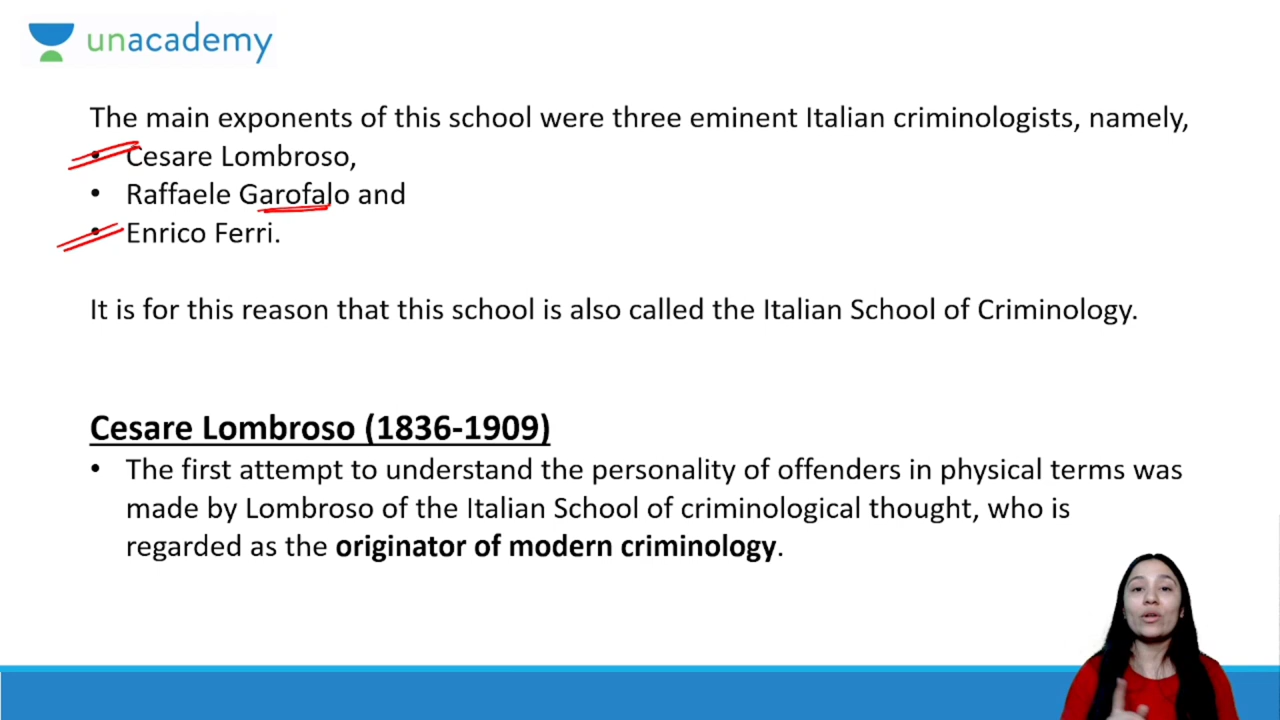 unacademy
The main exponents of this school were three eminent Italian criminologists, namely,
• Cesare Lombroso,
• Raffaele Garofalo and
• Enrico Ferri.
It is for this reason that this school is also called the Italian School of Criminology.
Cesare Lombroso (1836-1909)
• The first attempt to understand the personality of offenders in physical terms was
made by Lombroso of the Italian School of criminological thought, who is
regarded as the originator of modern criminology.